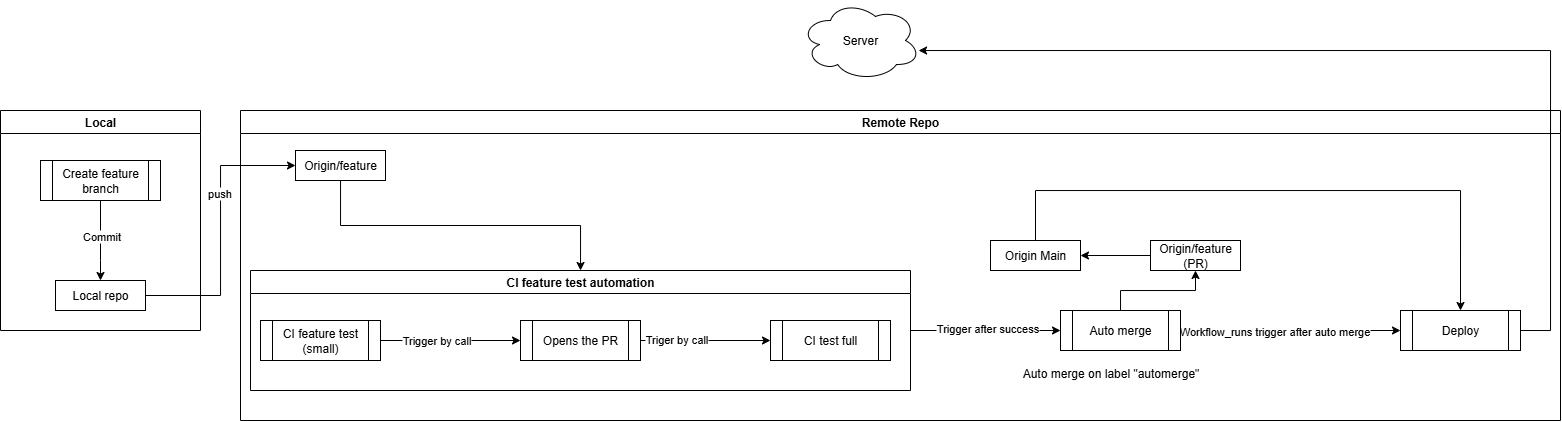 Server
Local
Remote Repo
Create feature
branch
Commit
Local repo
push
Origin/feature
CI feature test automation
CI feature test
(small)
Trigger by call
Opens the PR
Triger by call
CI test full
Trigger after success
Origin Main
Origin/feature
(PR)
Auto merge
Workflow_runs trigger after auto merge
Deploy
Auto merge on label "automerge"